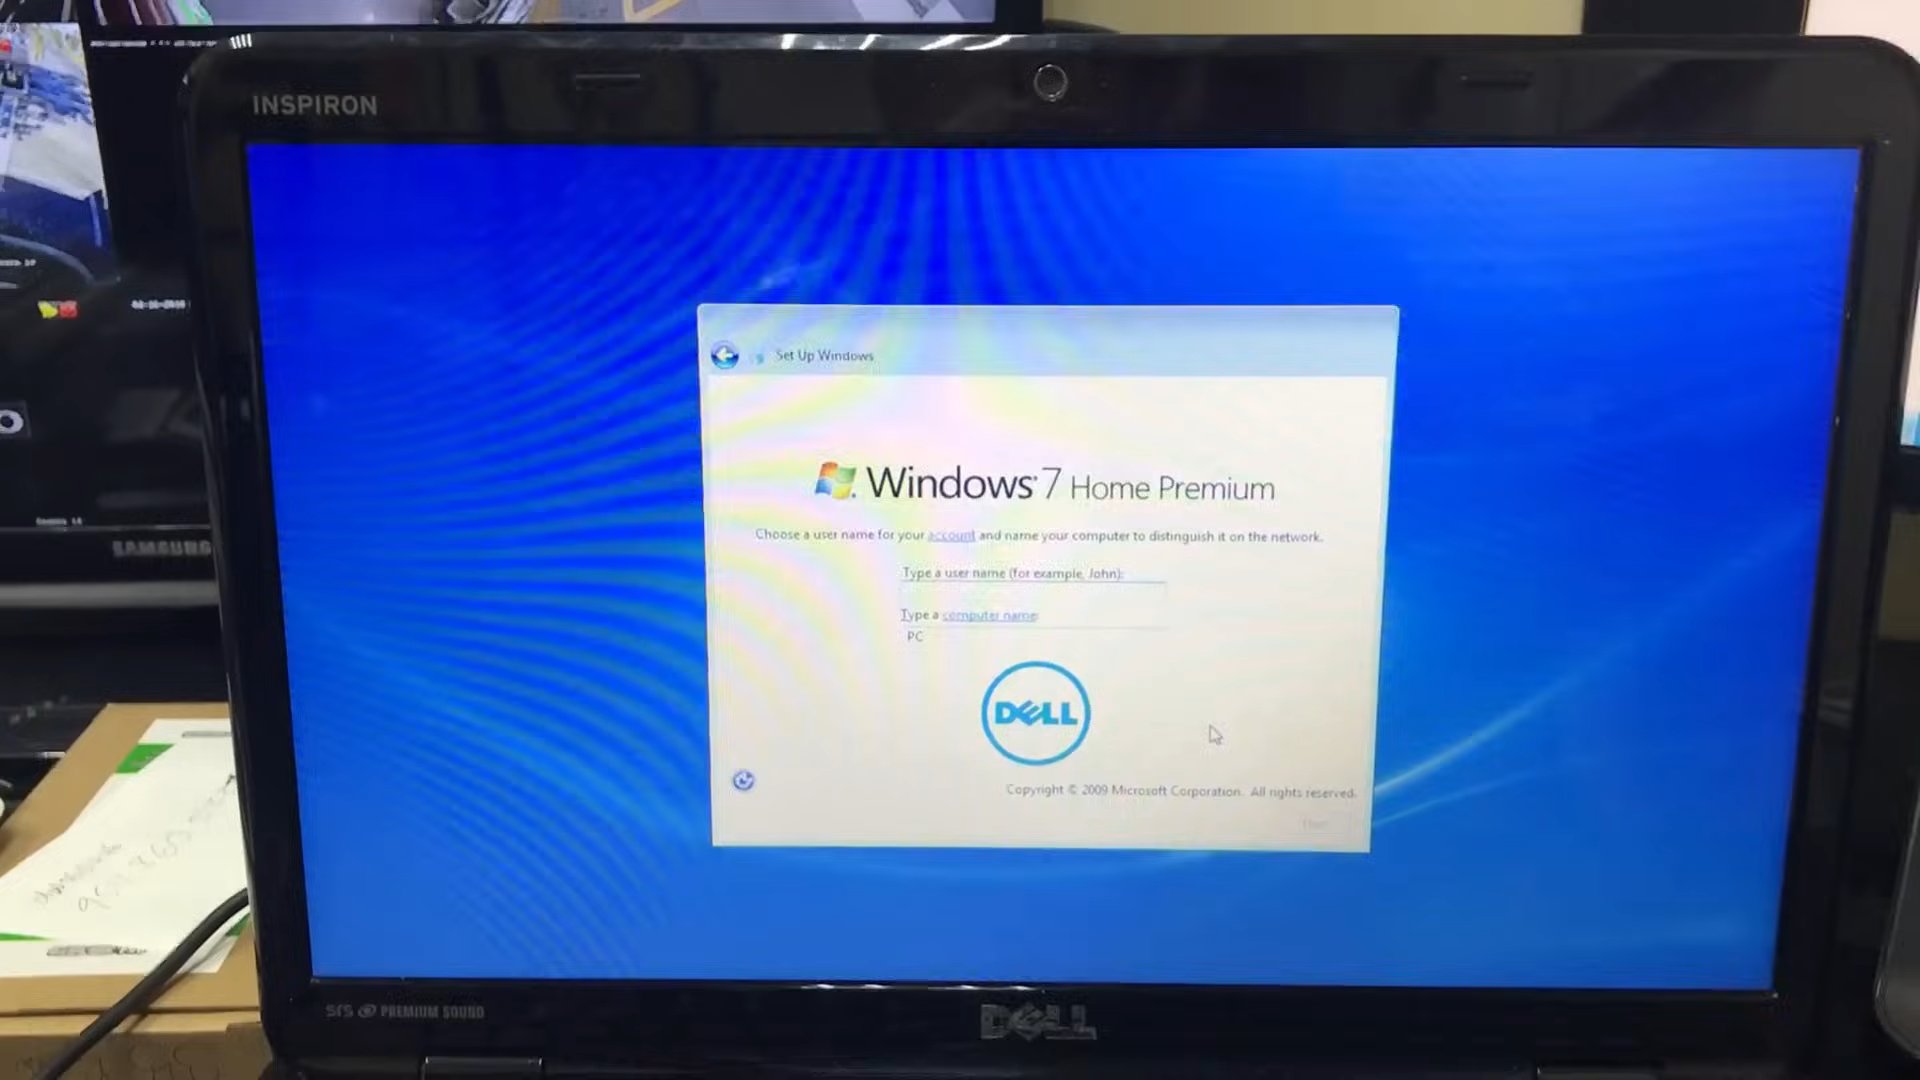 INSPIRON
Set Up Windows
Windows 7 Home Premium
Choose a user name for your account and name your computer to distinguish it on the network.
Type a user name (for example, John):
Type a computer name:
PC
DELL
Copyright © 2009 Microsoft Corporation. All rights reserved.
SAMSUNG
SRS PREMIUM SOUND
DELL